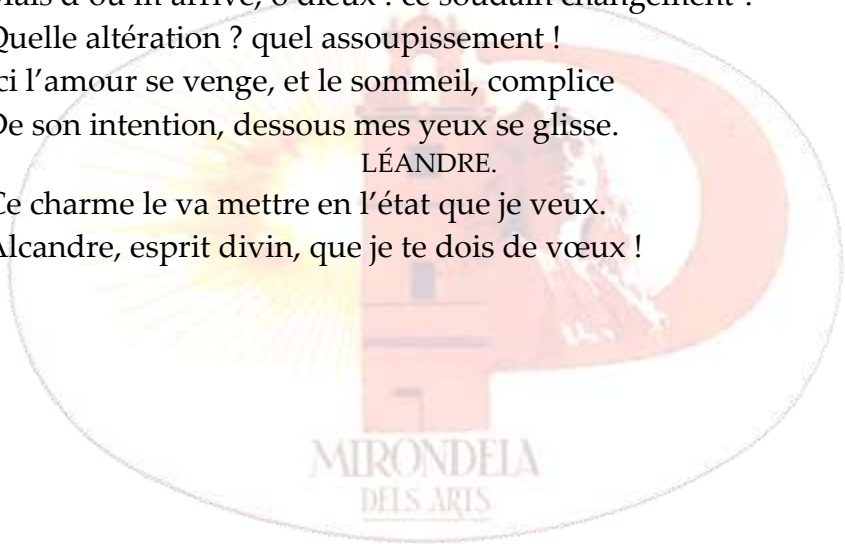 Mais d'où m'arrive, ô dieux ! ce soudain changement ?
Quelle altération ? quel assoupissement !
Ici l'amour se venge, et le sommeil, complice
De son intention, dessous mes yeux se glisse.
LÉANDRE.
Ce charme le va mettre en l'état que je veux.
Alcandre, esprit divin, que je te dois de vœux !
MIRONDELA
DELS ARTS